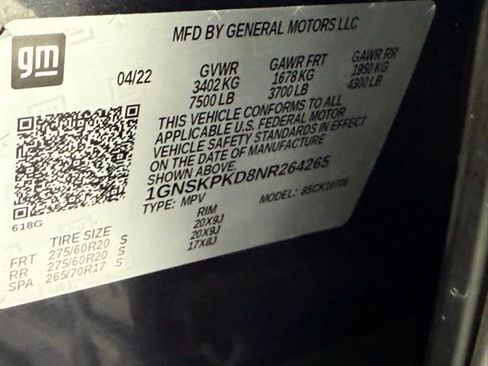 gm
MFD BY GENERAL MOTORS LLC
04/22 GVWR GAWR FRT GAWR RR
3402 KG 1678 KG 1950 KG
7500 LB 3700 LB 4300 LB
THIS VEHICLE CONFORMS TO ALL
APPLICABLE U.S. FEDERAL MOTOR
VEHICLE SAFETY STANDARDS IN EFFECT
ON THE DATE OF MANUFACTURE
SHOWN ABOVE.
1GNSKPKD8NR264265
TYPE: MPV MODEL: 8SCK10706
618G
TIRE SIZE RIM
FRT 275/60R20 S 20X9J
RR 275/60R20 S 20X9J
SPA 265/70R17 S 17X8J